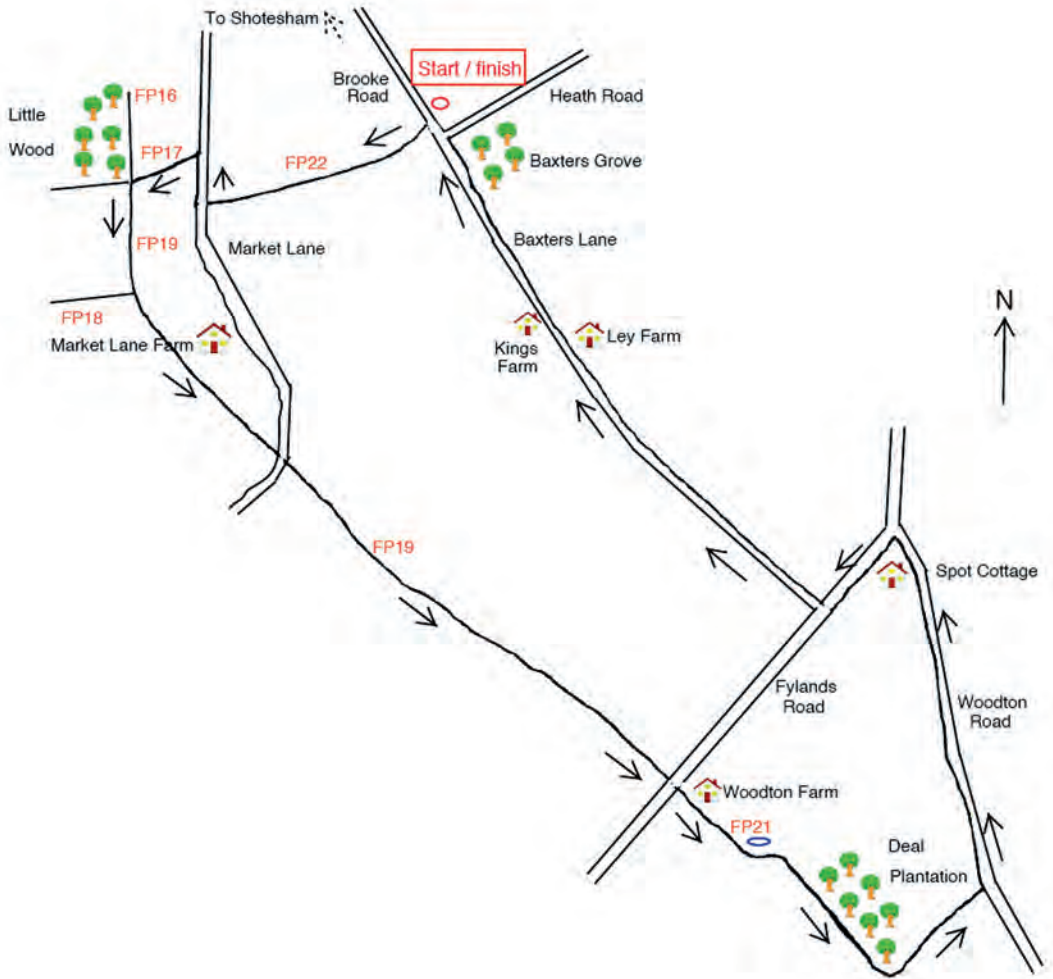 To Shotesham
Start / finish
Brooke
Road
Heath Road
FP16
Little
Wood
FP17
FP22
Baxters Grove
FP19
Market Lane
Baxters Lane
N
FP18
Market Lane Farm
Kings
Farm
Ley Farm
FP19
Spot Cottage
Fylands
Road
Woodton
Road
Woodton Farm
FP21
Deal
Plantation